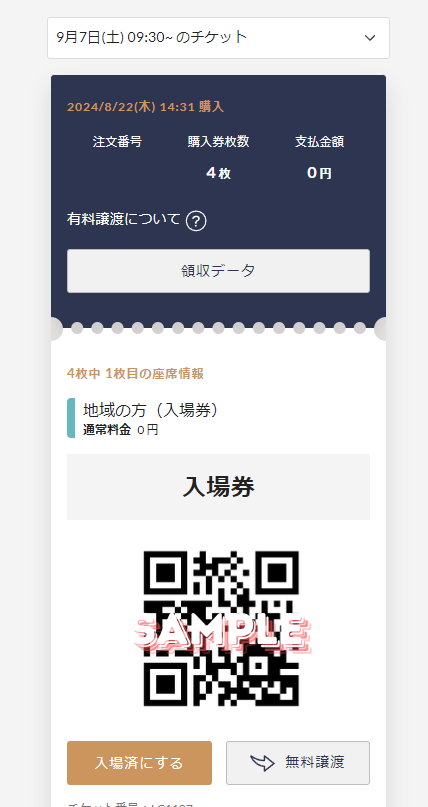 9月7日(土) 09:30~ のチケット
2024/8/22(木) 14:31 購入
注文番号 購入券枚数 支払金額
4枚 0円
有料譲渡について ?
領収データ
4枚中 1枚目の座席情報
地域の方（入場券）
通常料金 0円
入場券
SAMPLE
入場済にする 無料譲渡